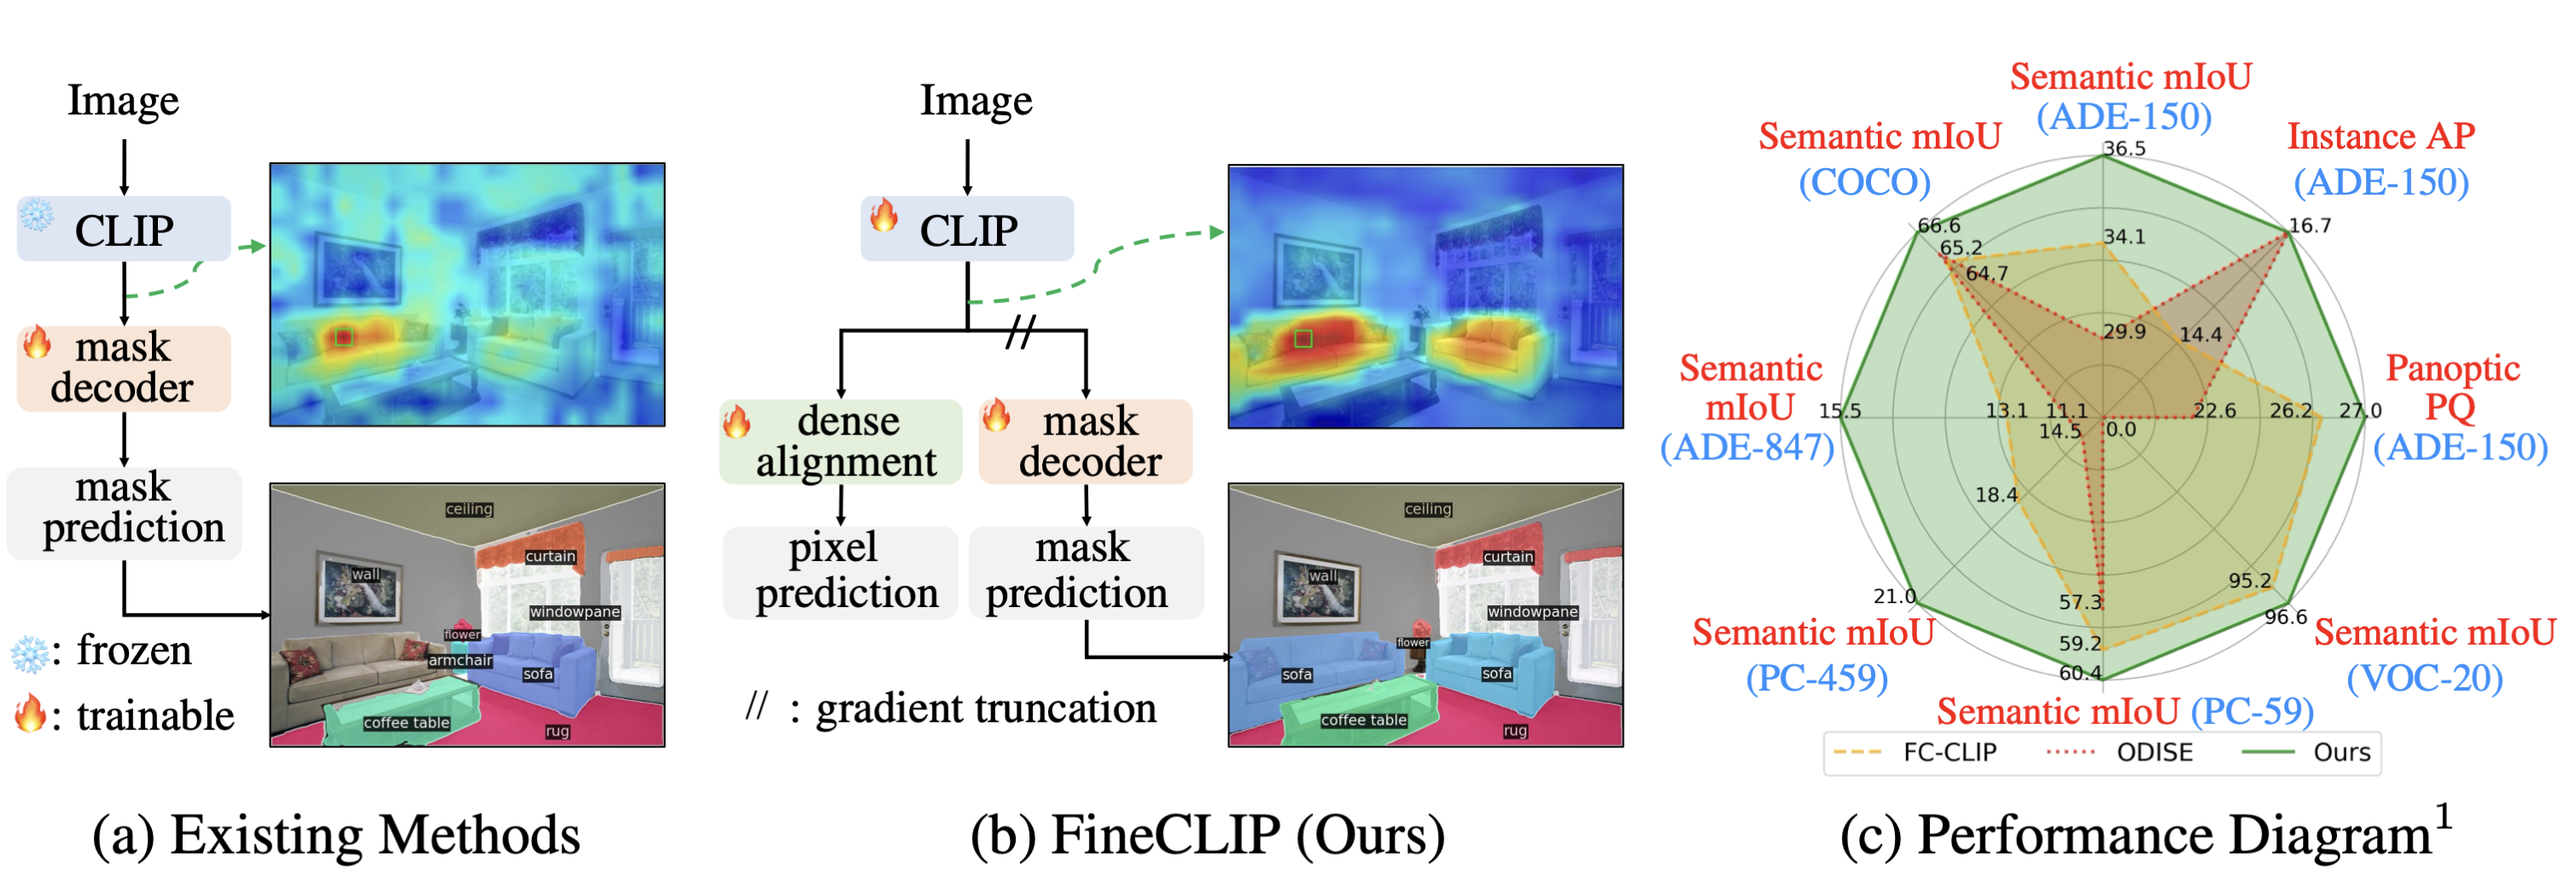 Image
CLIP
mask
decoder
mask
prediction
: frozen
: trainable
ceiling
wall
curtain
windowpane
flower
armchair
sofa
coffee table
rug
(a) Existing Methods
Image
CLIP
//
dense
alignment
mask
decoder
pixel
prediction
mask
prediction
// : gradient truncation
ceiling
wall
curtain
windowpane
flower
sofa
sofa
coffee table
rug
(b) FineCLIP (Ours)
Semantic mIoU
(ADE-150)
Semantic mIoU
(COCO)
Instance AP
(ADE-150)
36.5
66.6
16.7
65.2
34.1
64.7
29.9
14.4
Semantic
mIoU
(ADE-847)
Panoptic
PQ
(ADE-150)
15.5
13.1
11.1
22.6
26.2
27.0
14.5
0.0
18.4
95.2
21.0
57.3
96.6
59.2
60.4
Semantic mIoU
(PC-459)
Semantic mIoU
(VOC-20)
Semantic mIoU (PC-59)
FC-CLIP
ODISE
Ours
(c) Performance Diagram1